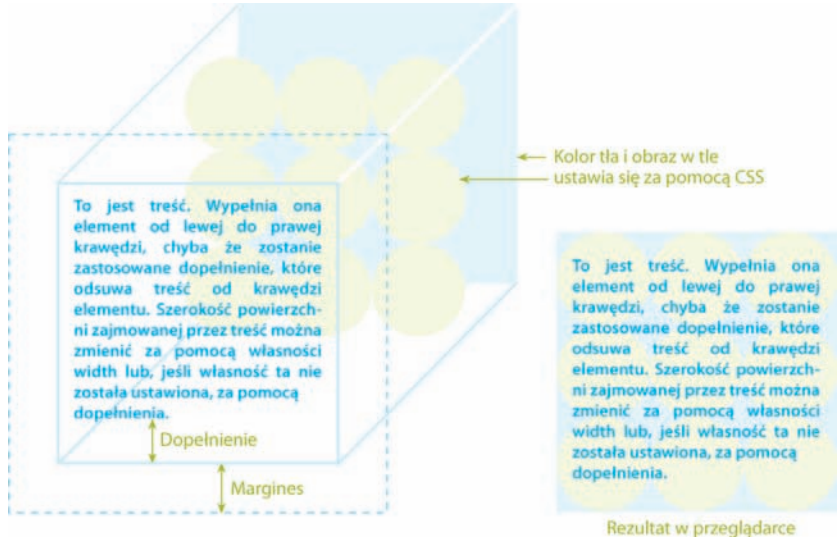 To jest treść. Wypełnia ona
element od lewej do prawej
krawędzi, chyba że zostanie
zastosowane dopełnienie, które
odsuwa treść od krawędzi
elementu. Szerokość powierzch-
ni zajmowanej przez treść można
zmienić za pomocą własności
width lub, jeśli własność ta nie
została ustawiona, za pomocą
dopełnienia.
Dopełnienie
Margines
Kolor tła i obraz w tle
ustawia się za pomocą CSS
To jest treść. Wypełnia ona
element od lewej do prawej
krawędzi, chyba że zostanie
zastosowane dopełnienie, które
odsuwa treść od krawędzi
elementu. Szerokość powierzch-
ni zajmowanej przez treść można
zmienić za pomocą własności
width lub, jeśli własność ta nie
została ustawiona, za pomocą
dopełnienia.
Rezultat w przeglądarce